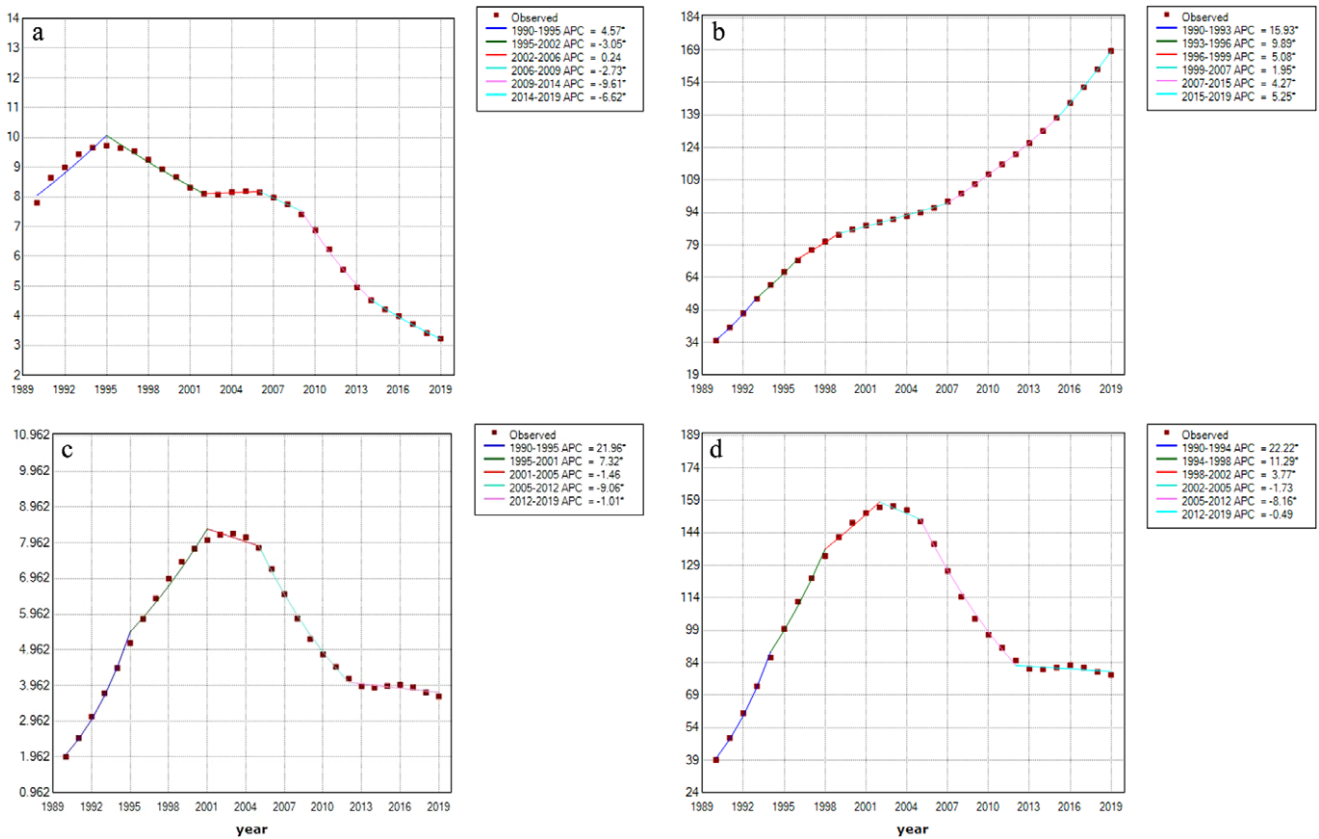 a
14
13
12
11
10
9
8
7
6
5
4
3
2
1989 1992 1995 1998 2001 2004 2007 2010 2013 2016 2019
Observed
1990-1995 APC = 4.57*
1995-2002 APC = -3.05*
2002-2006 APC = 0.24
2006-2009 APC = -2.73*
2009-2014 APC = -9.61*
2014-2019 APC = -6.62*
b
184
169
154
139
124
109
94
79
64
49
34
19
1989 1992 1995 1998 2001 2004 2007 2010 2013 2016 2019
Observed
1990-1993 APC = 15.93*
1993-1996 APC = 9.89*
1996-1999 APC = 5.08*
1999-2007 APC = 1.95*
2007-2015 APC = 4.27*
2015-2019 APC = 5.25*
c
10.962
9.962
8.962
7.962
6.962
5.962
4.962
3.962
2.962
1.962
0.962
1989 1992 1995 1998 2001 2004 2007 2010 2013 2016 2019
year
Observed
1990-1995 APC = 21.96*
1995-2001 APC = 7.32*
2001-2005 APC = -1.46
2005-2012 APC = -9.06*
2012-2019 APC = -1.01*
d
189
174
159
144
129
114
99
84
69
54
39
24
1989 1992 1995 1998 2001 2004 2007 2010 2013 2016 2019
year
Observed
1990-1994 APC = 22.22*
1994-1998 APC = 11.29*
1998-2002 APC = 3.77*
2002-2005 APC = -1.73
2005-2012 APC = -8.16*
2012-2019 APC = -0.49